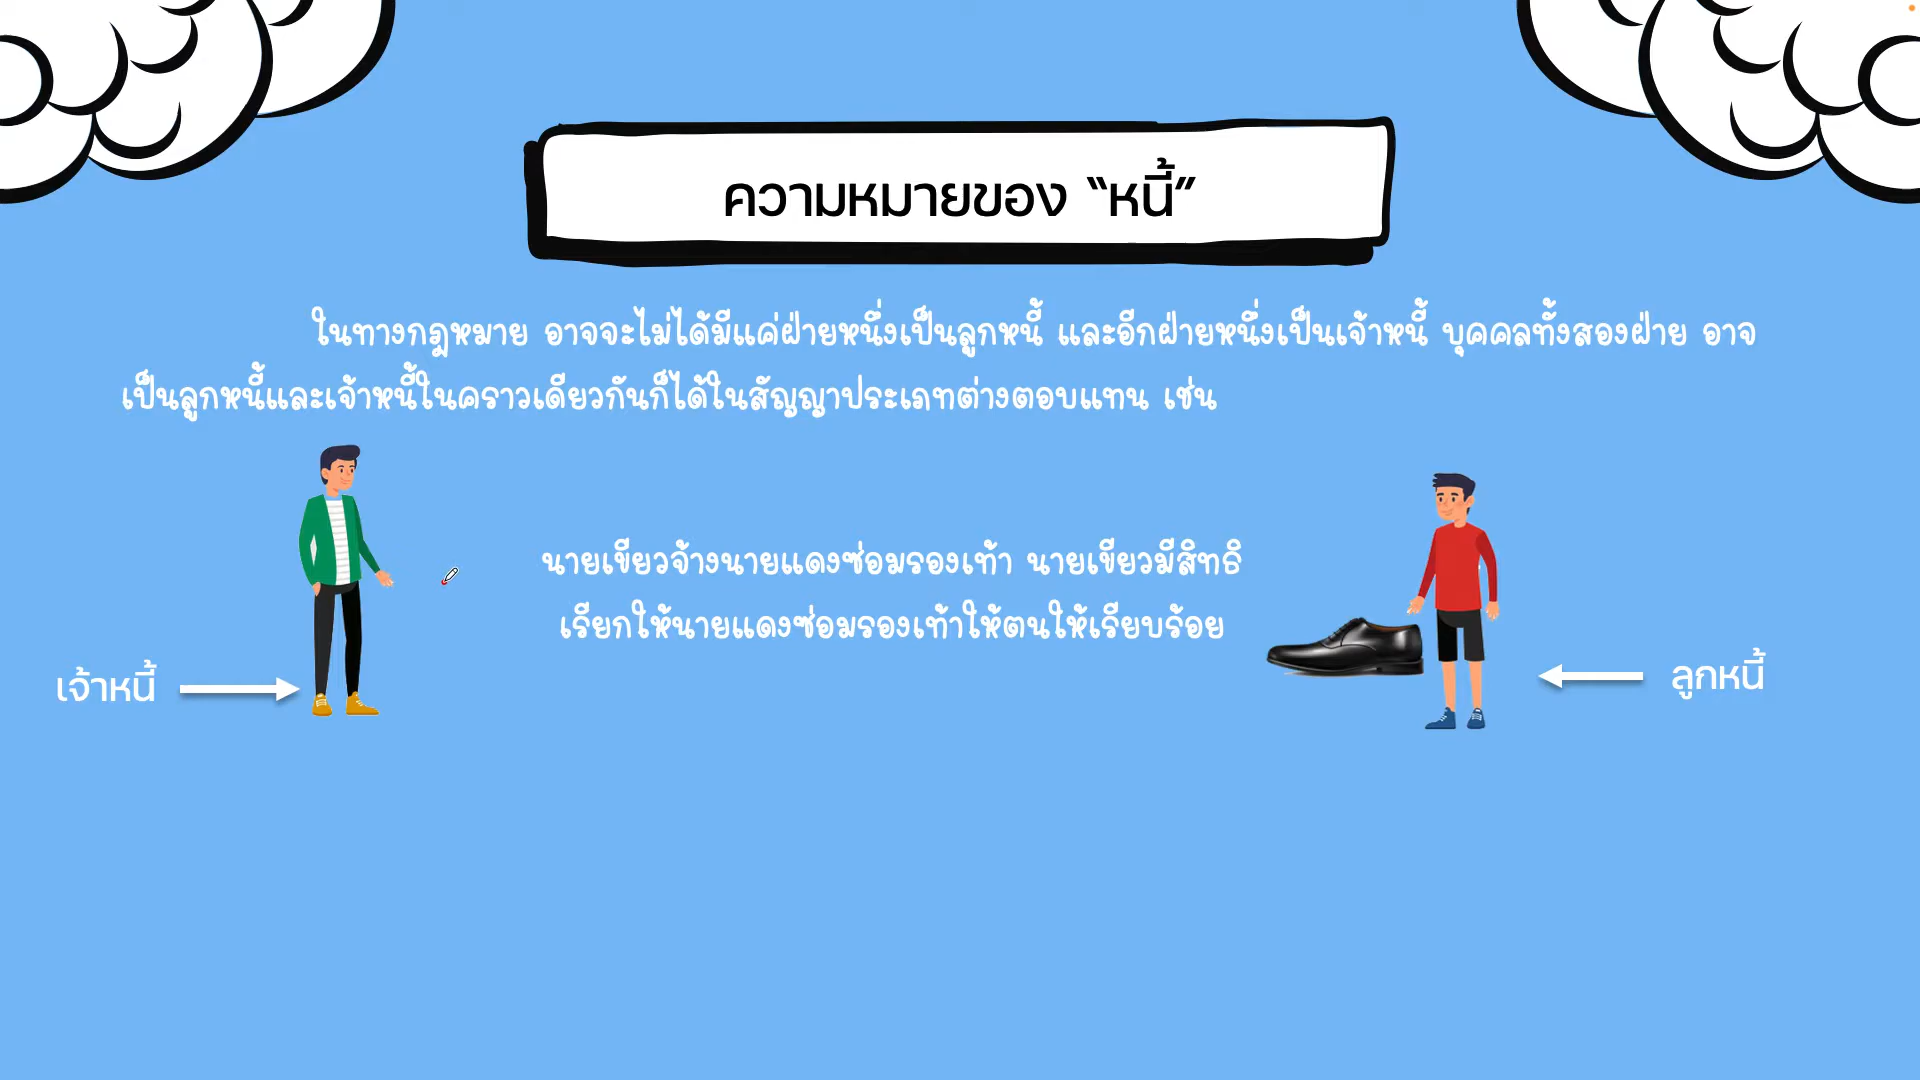 ความหมายของ “หนี้”
ในทางกฎหมาย อาจจะไม่ได้มีแค่ฝ่ายหนึ่งเป็นลูกหนี้ และอีกฝ่ายหนึ่งเป็นเจ้าหนี้ บุคคลทั้งสองฝ่าย อาจ
เป็นลูกหนี้และเจ้าหนี้ในคราวเดียวกันก็ได้ในสัญญาประเภทต่างตอบแทน เช่น
นายเขียวจ้างนายแดงซ่อมรองเท้า นายเขียวมีสิทธิ
เรียกให้นายแดงซ่อมรองเท้าให้ตนให้เรียบร้อย
เจ้าหนี้
ลูกหนี้